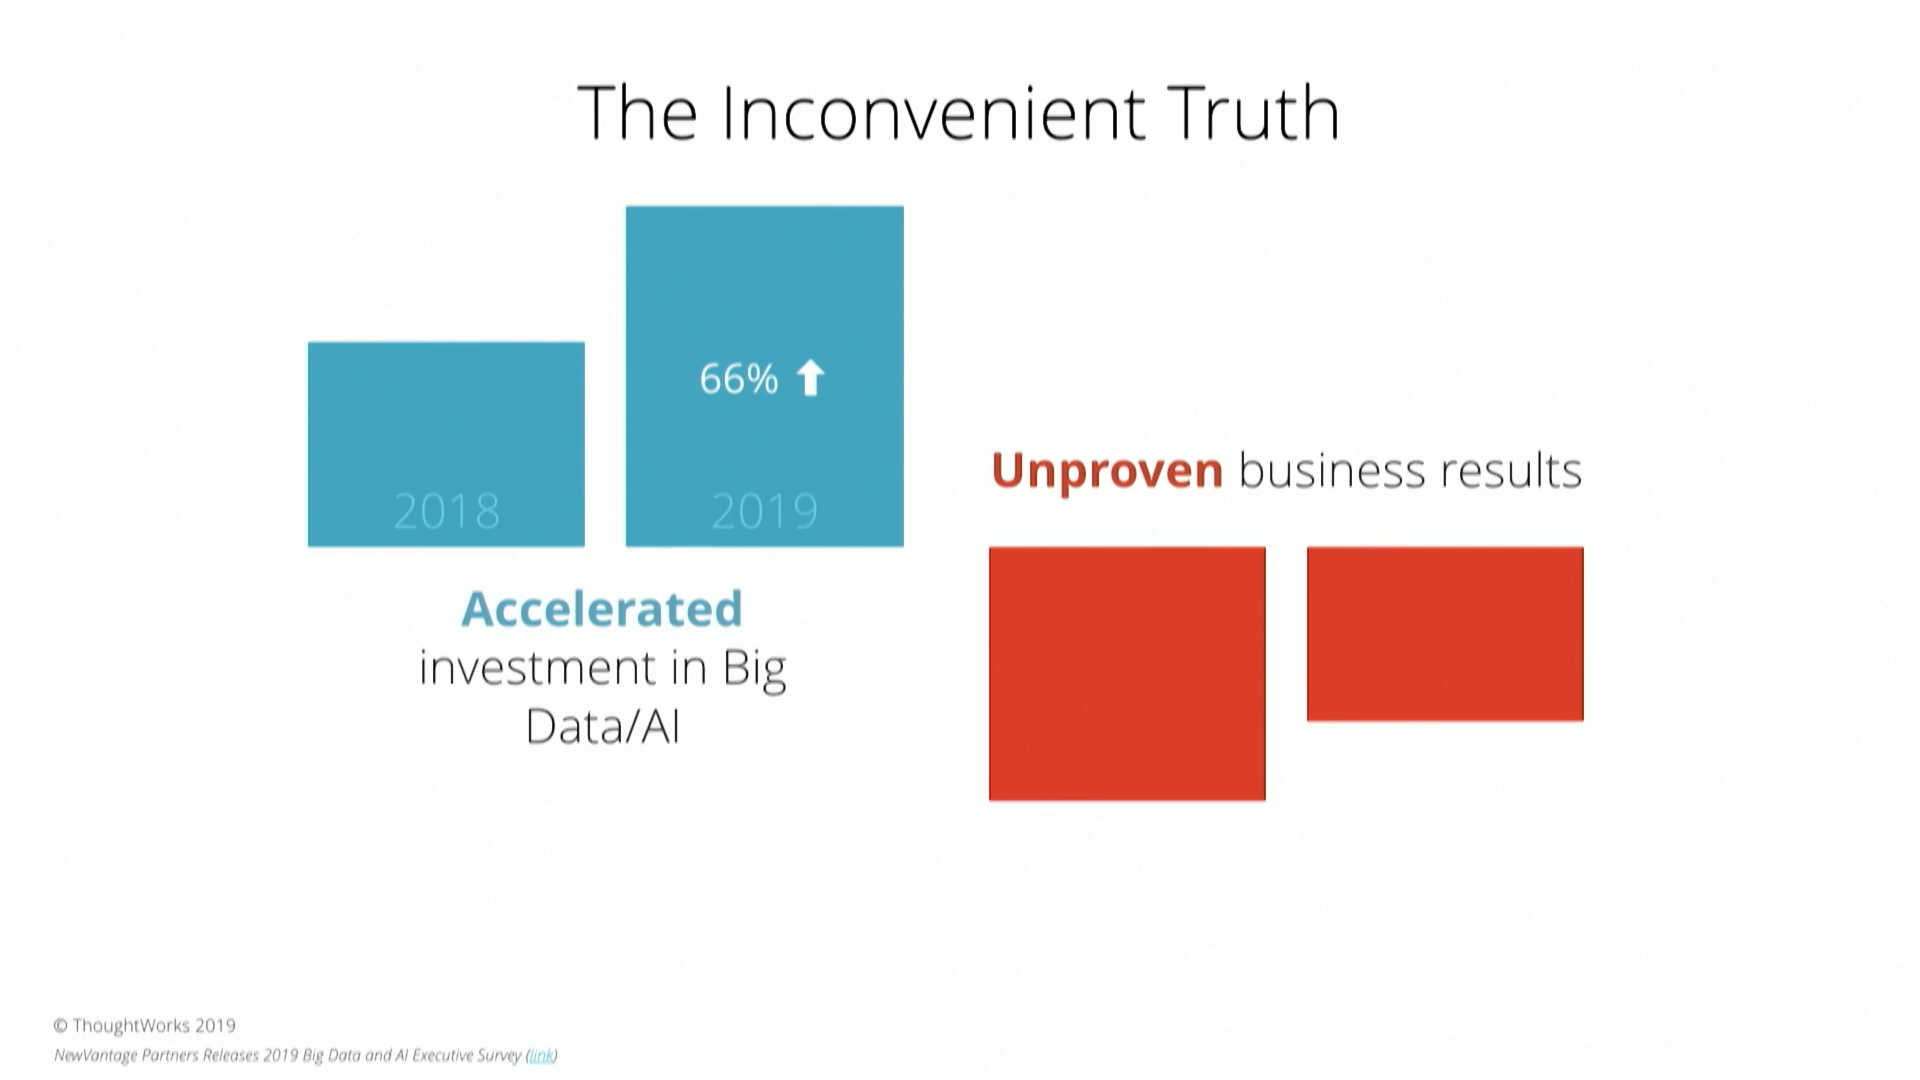 The Inconvenient Truth
66%
2018
2019
Accelerated
investment in Big
Data/AI
Unproven business results
© ThoughtWorks 2019
NewVantage Partners Releases 2019 Big Data and AI Executive Survey (link)